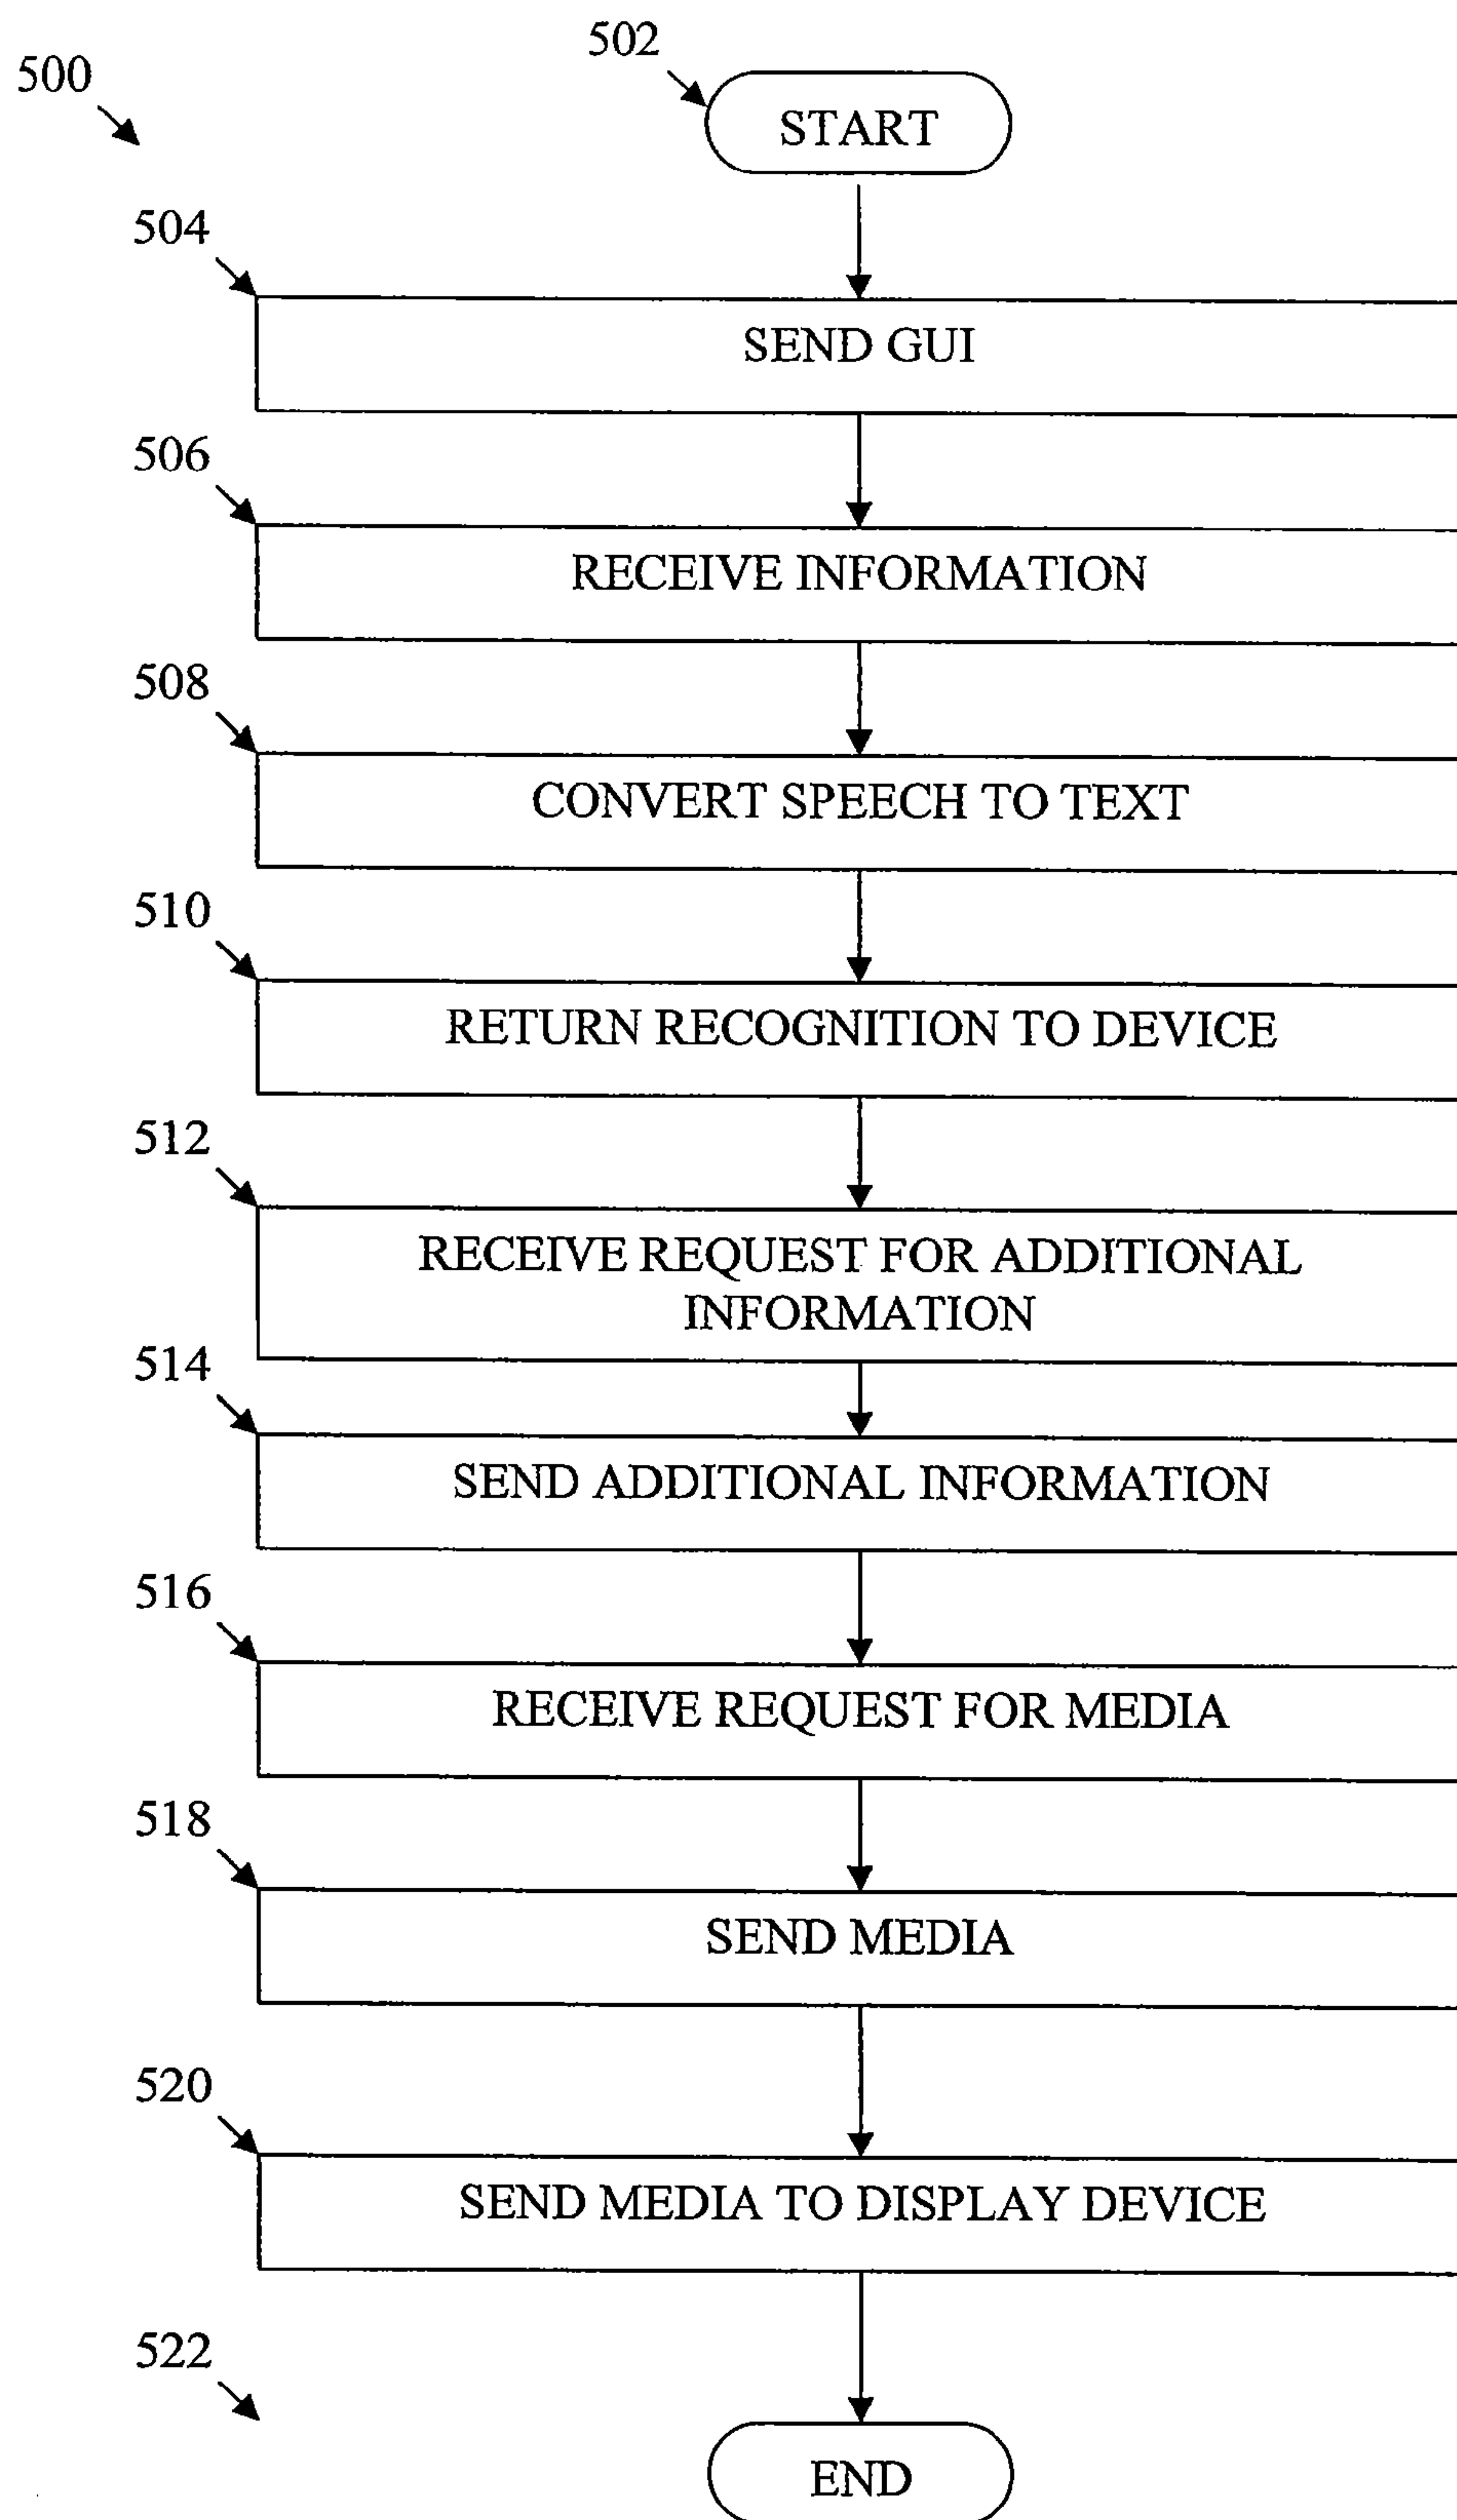 500
502
START
504
SEND GUI
506
RECEIVE INFORMATION
508
CONVERT SPEECH TO TEXT
510
RETURN RECOGNITION TO DEVICE
512
RECEIVE REQUEST FOR ADDITIONAL
INFORMATION
514
SEND ADDITIONAL INFORMATION
516
RECEIVE REQUEST FOR MEDIA
518
SEND MEDIA
520
SEND MEDIA TO DISPLAY DEVICE
522
END